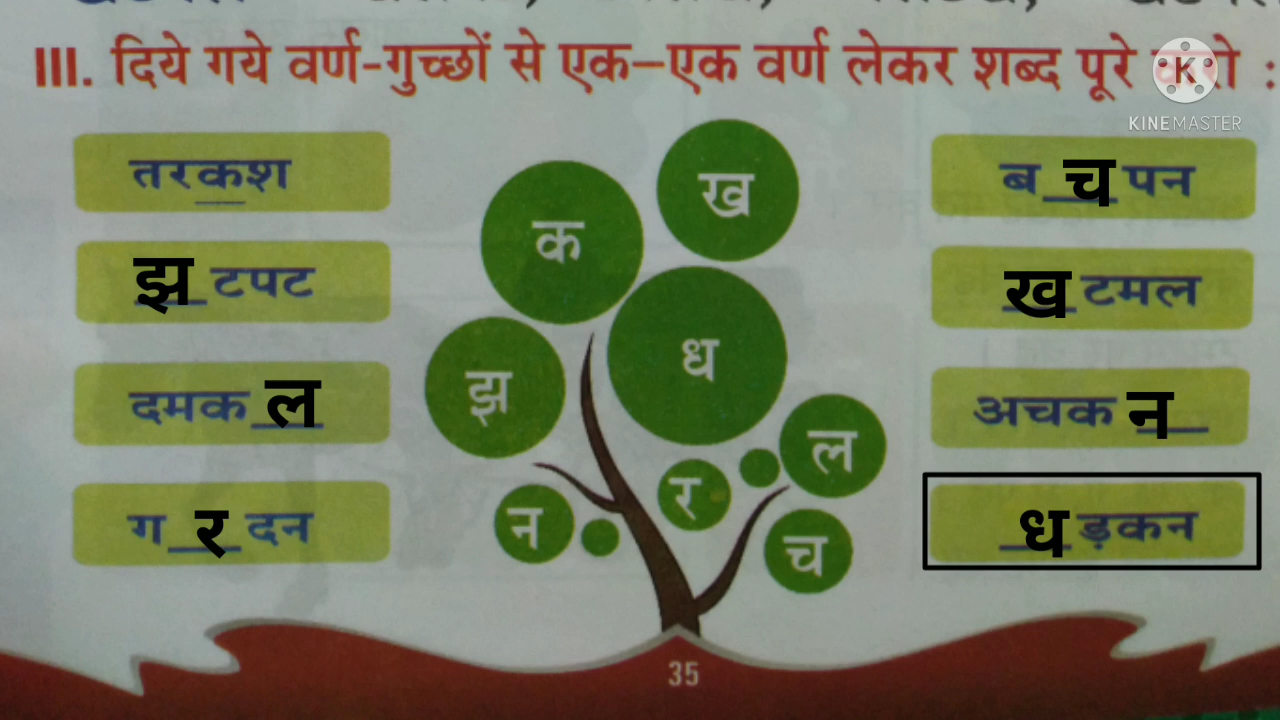 III. दिये गये वर्ण-गुच्छों से एक-एक वर्ण लेकर शब्द पूरे :
K
KINEMASTER
तरकश
झटपट
दमकल
गरदन
क
ख
ध
झ
ल
र
न
च
बचपन
खटमल
अचकन
धड़कन
35